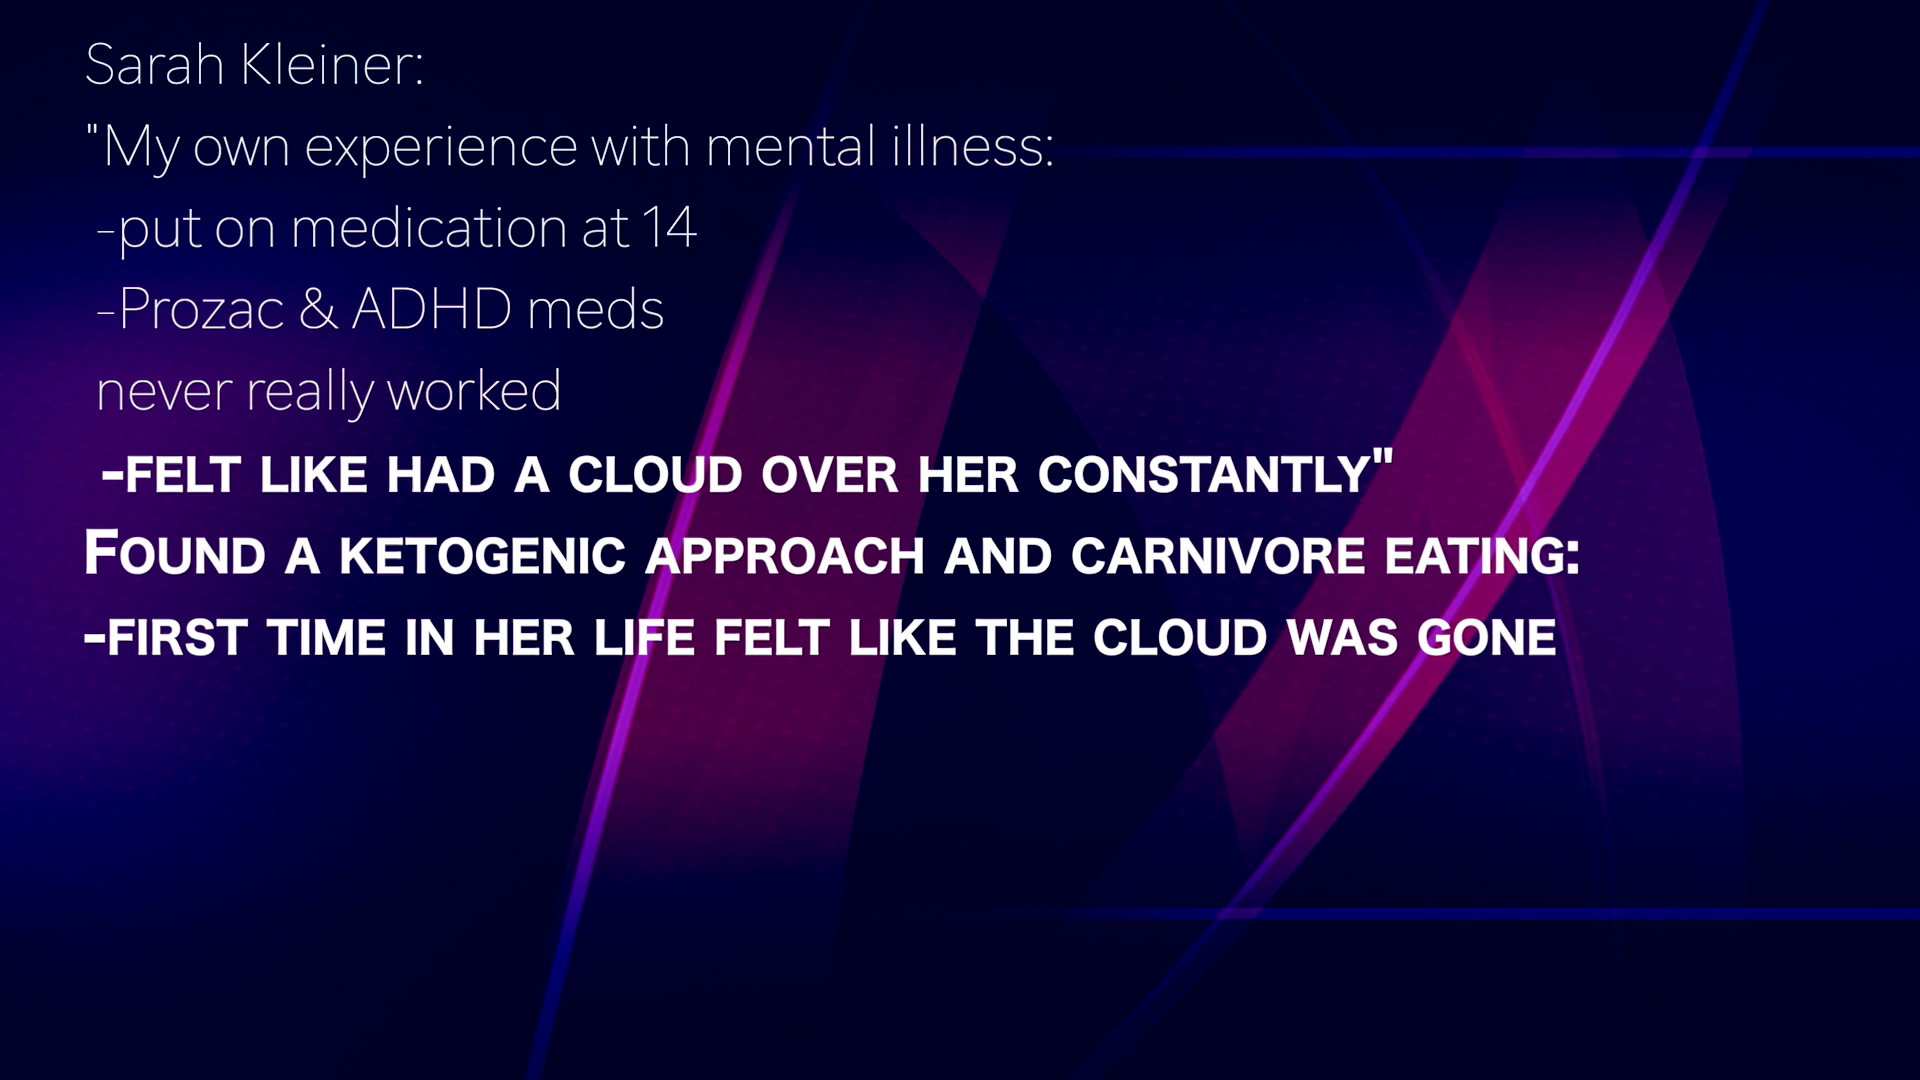 Sarah Kleiner:
"My own experience with mental illness:
-put on medication at 14
-Prozac & ADHD meds
never really worked
-FELT LIKE HAD A CLOUD OVER HER CONSTANTLY"
FOUND A KETOGENIC APPROACH AND CARNIVORE EATING:
-FIRST TIME IN HER LIFE FELT LIKE THE CLOUD WAS GONE